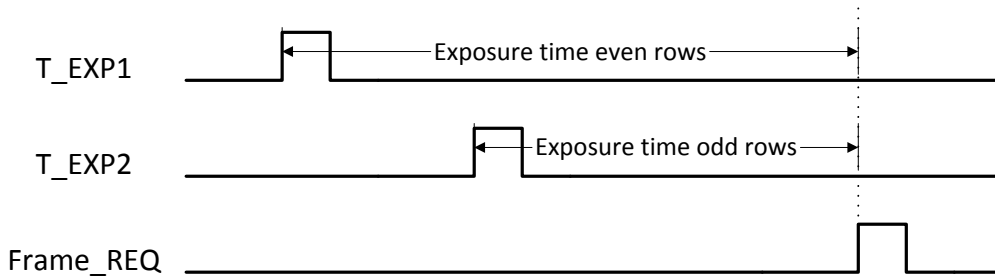 Exposure time even rows
T_EXP1
Exposure time odd rows
T_EXP2
Frame_REQ